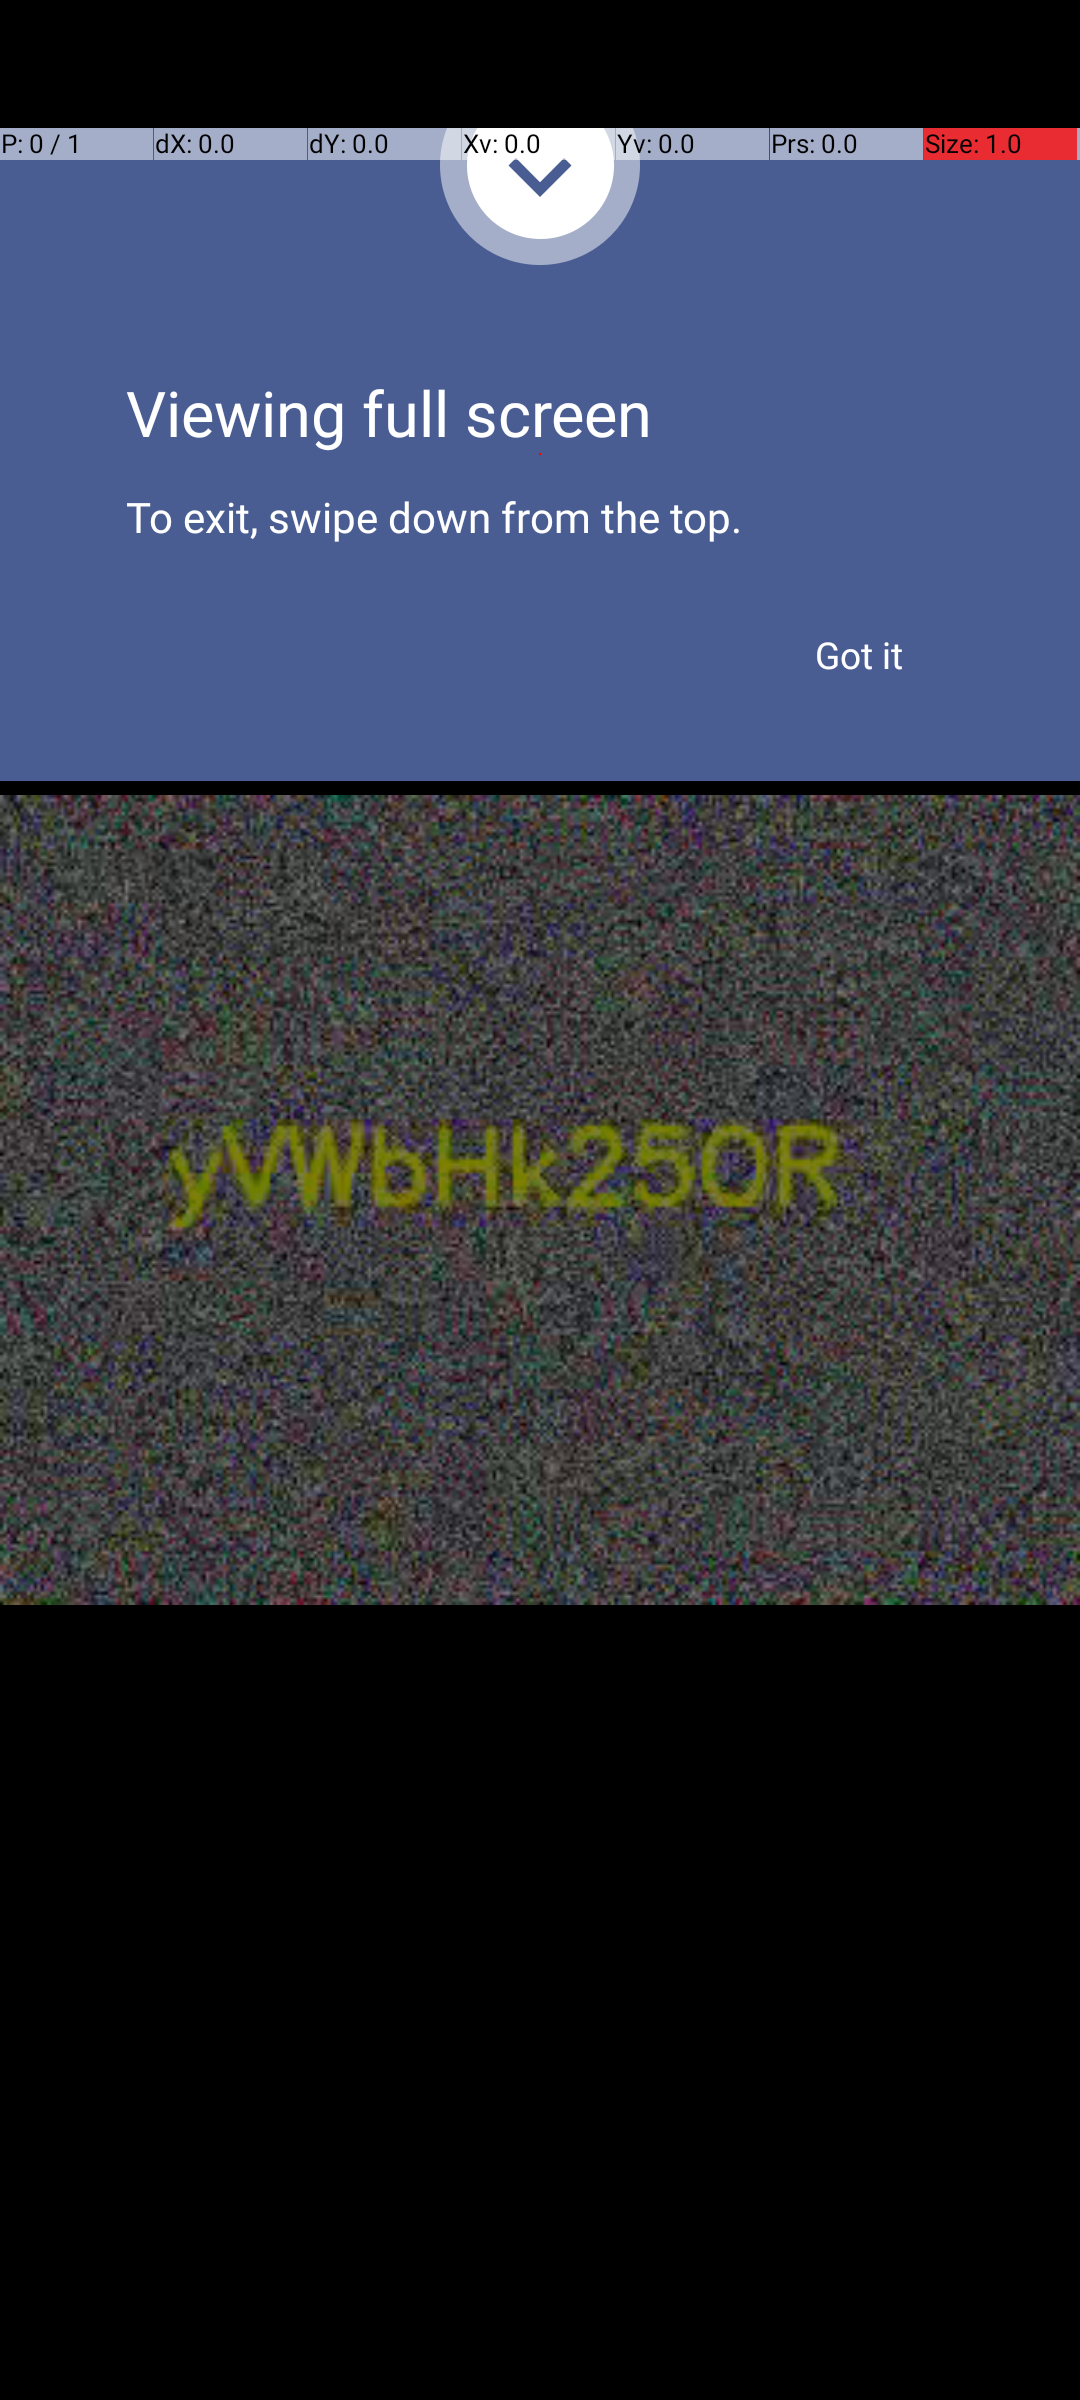 P: 0 / 1 dX: 0.0 dY: 0.0 Xv: 0.0 Yv: 0.0 Prs: 0.0 Size: 1.0
Viewing full screen
To exit, swipe down from the top.
Got it
yVWbHk25OR